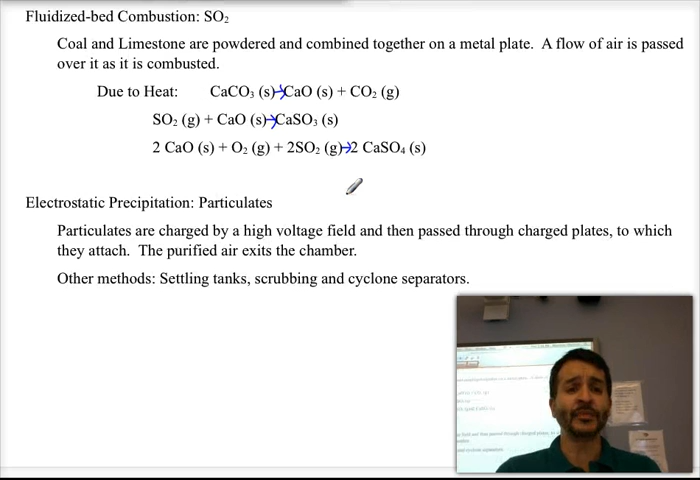 Fluidized-bed Combustion: SO₂
Coal and Limestone are powdered and combined together on a metal plate. A flow of air is passed
over it as it is combusted.
Due to Heat: CaCO₃ (s)→CaO (s) + CO₂ (g)
SO₂ (g) + CaO (s)→CaSO₃ (s)
2 CaO (s) + O₂ (g) + 2SO₂ (g)→2 CaSO₄ (s)
Electrostatic Precipitation: Particulates
Particulates are charged by a high voltage field and then passed through charged plates, to which
they attach. The purified air exits the chamber.
Other methods: Settling tanks, scrubbing and cyclone separators.